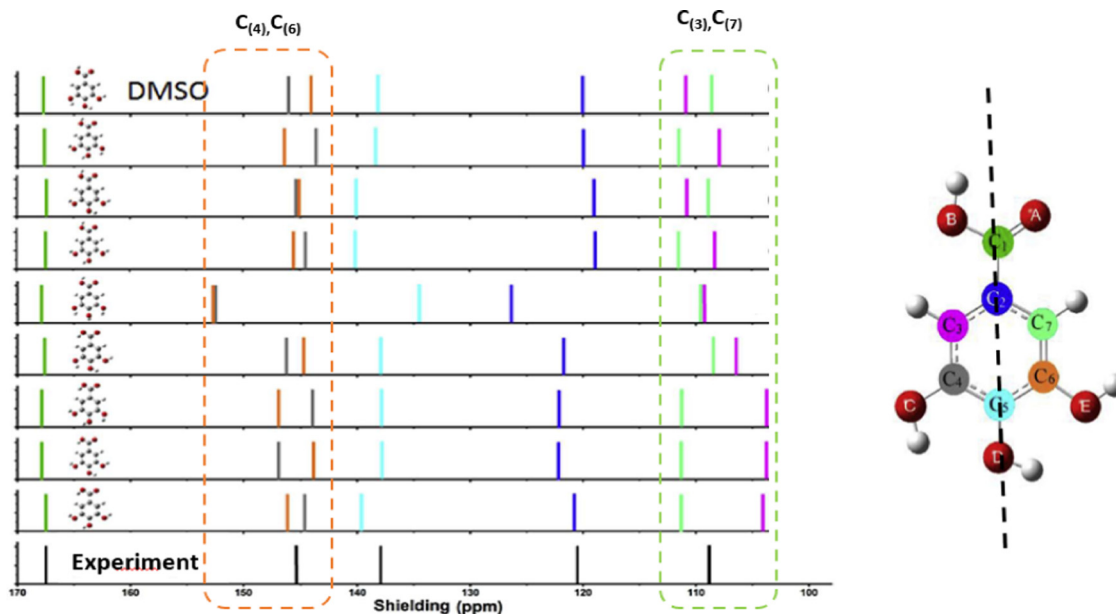 C(4),C(6)
C(3),C(7)
DMSO
Experiment
170 160 150 140 130 120 110 100
Shielding (ppm)
A
B
C1
C2
C3
C7
C4
C6
C5
C
E
D